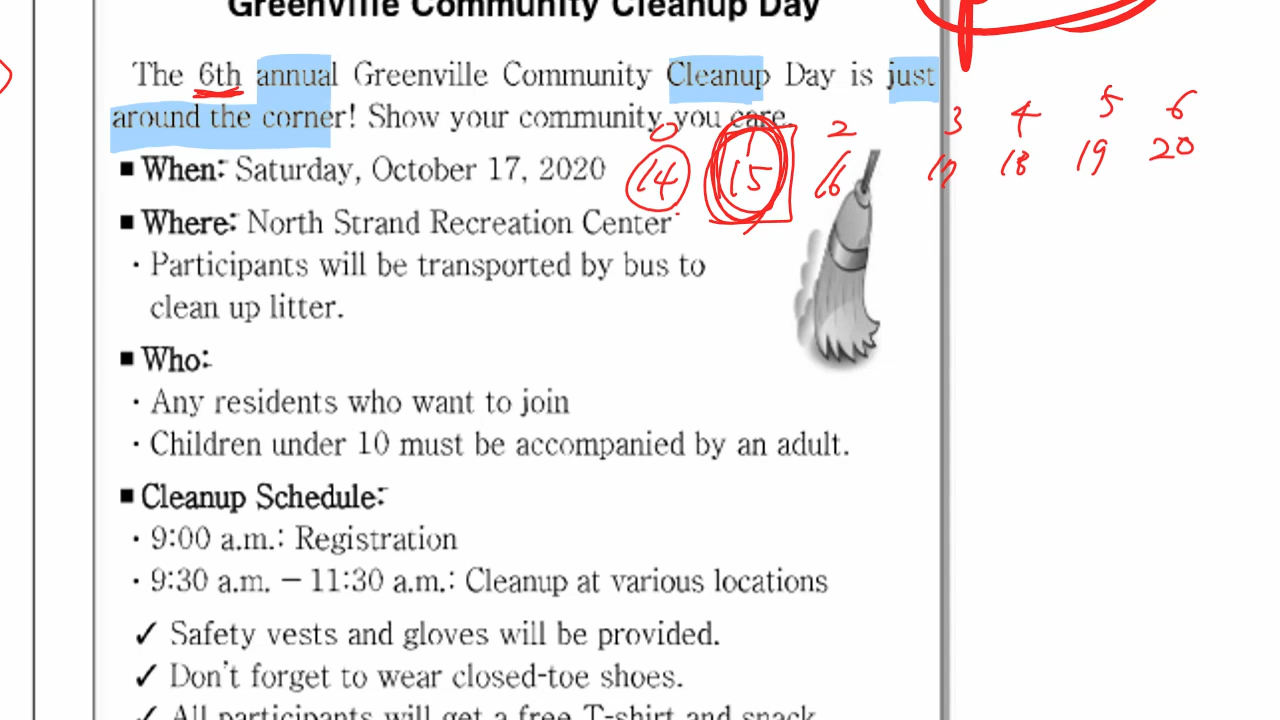 Greenville Community Cleanup Day
The 6th annual Greenville Community Cleanup Day is just
around the corner! Show your community you care.
0 1 2 3 4 5 6
14 15 16 17 18 19 20
■ When: Saturday, October 17, 2020
■ Where: North Strand Recreation Center
· Participants will be transported by bus to
clean up litter.
■ Who:
· Any residents who want to join
· Children under 10 must be accompanied by an adult.
■ Cleanup Schedule:
· 9:00 a.m.: Registration
· 9:30 a.m. – 11:30 a.m.: Cleanup at various locations
✓ Safety vests and gloves will be provided.
✓ Don't forget to wear closed-toe shoes.
✓ All participants will get a free T-shirt and snack